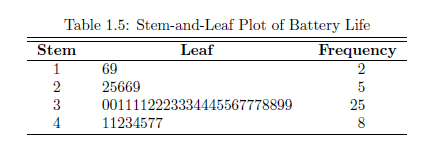 Table 1.5: Stem-and-Leaf Plot of Battery Life
Stem Leaf Frequency
1 69 2
2 25669 5
3 0011112223334445567778899 25
4 11234577 8